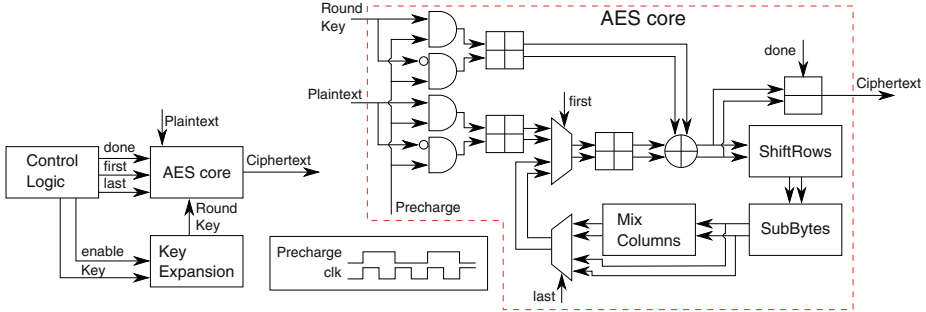 Round
Key
AES core
Plaintext
done
Ciphertext
first
ShiftRows
Precharge
SubBytes
Mix
Columns
last
Plaintext
Control
Logic
done
first
last
AES core
Ciphertext
Round
Key
enable
Key
Key
Expansion
Precharge
clk